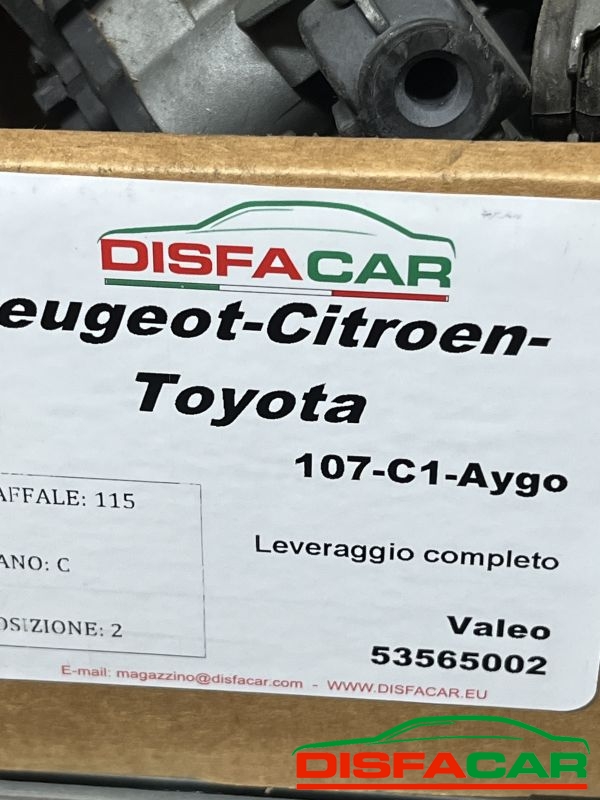 DISFACAR
eugeot-Citroen-
Toyota
107-C1-Aygo
AFFALE: 115
Leveraggio completo
ANO: C
OSIZIONE: 2
Valeo
53565002
E-mail: magazzino@disfacar.com - WWW.DISFACAR.EU
DISFACAR